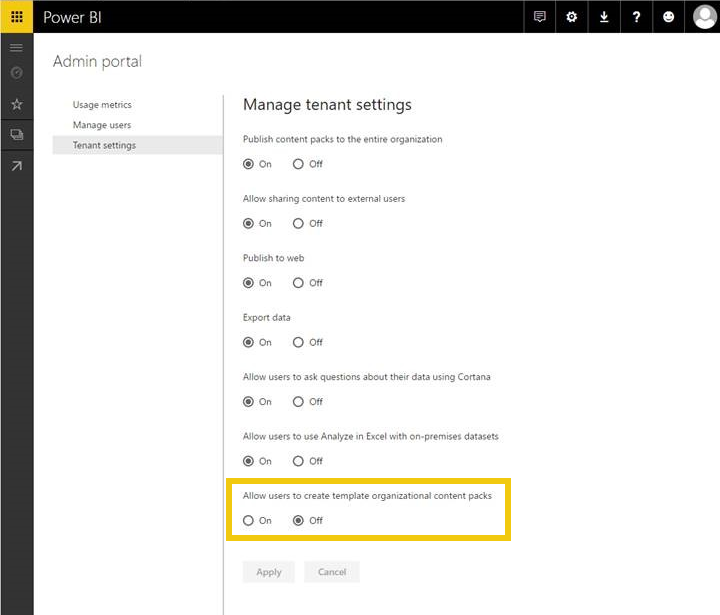 Power BI
?
Admin portal
Usage metrics
Manage users
Tenant settings
Manage tenant settings
Publish content packs to the entire organization
On Off
Allow sharing content to external users
On Off
Publish to web
On Off
Export data
On Off
Allow users to ask questions about their data using Cortana
On Off
Allow users to use Analyze in Excel with on-premises datasets
On Off
Allow users to create template organizational content packs
On Off
Apply Cancel